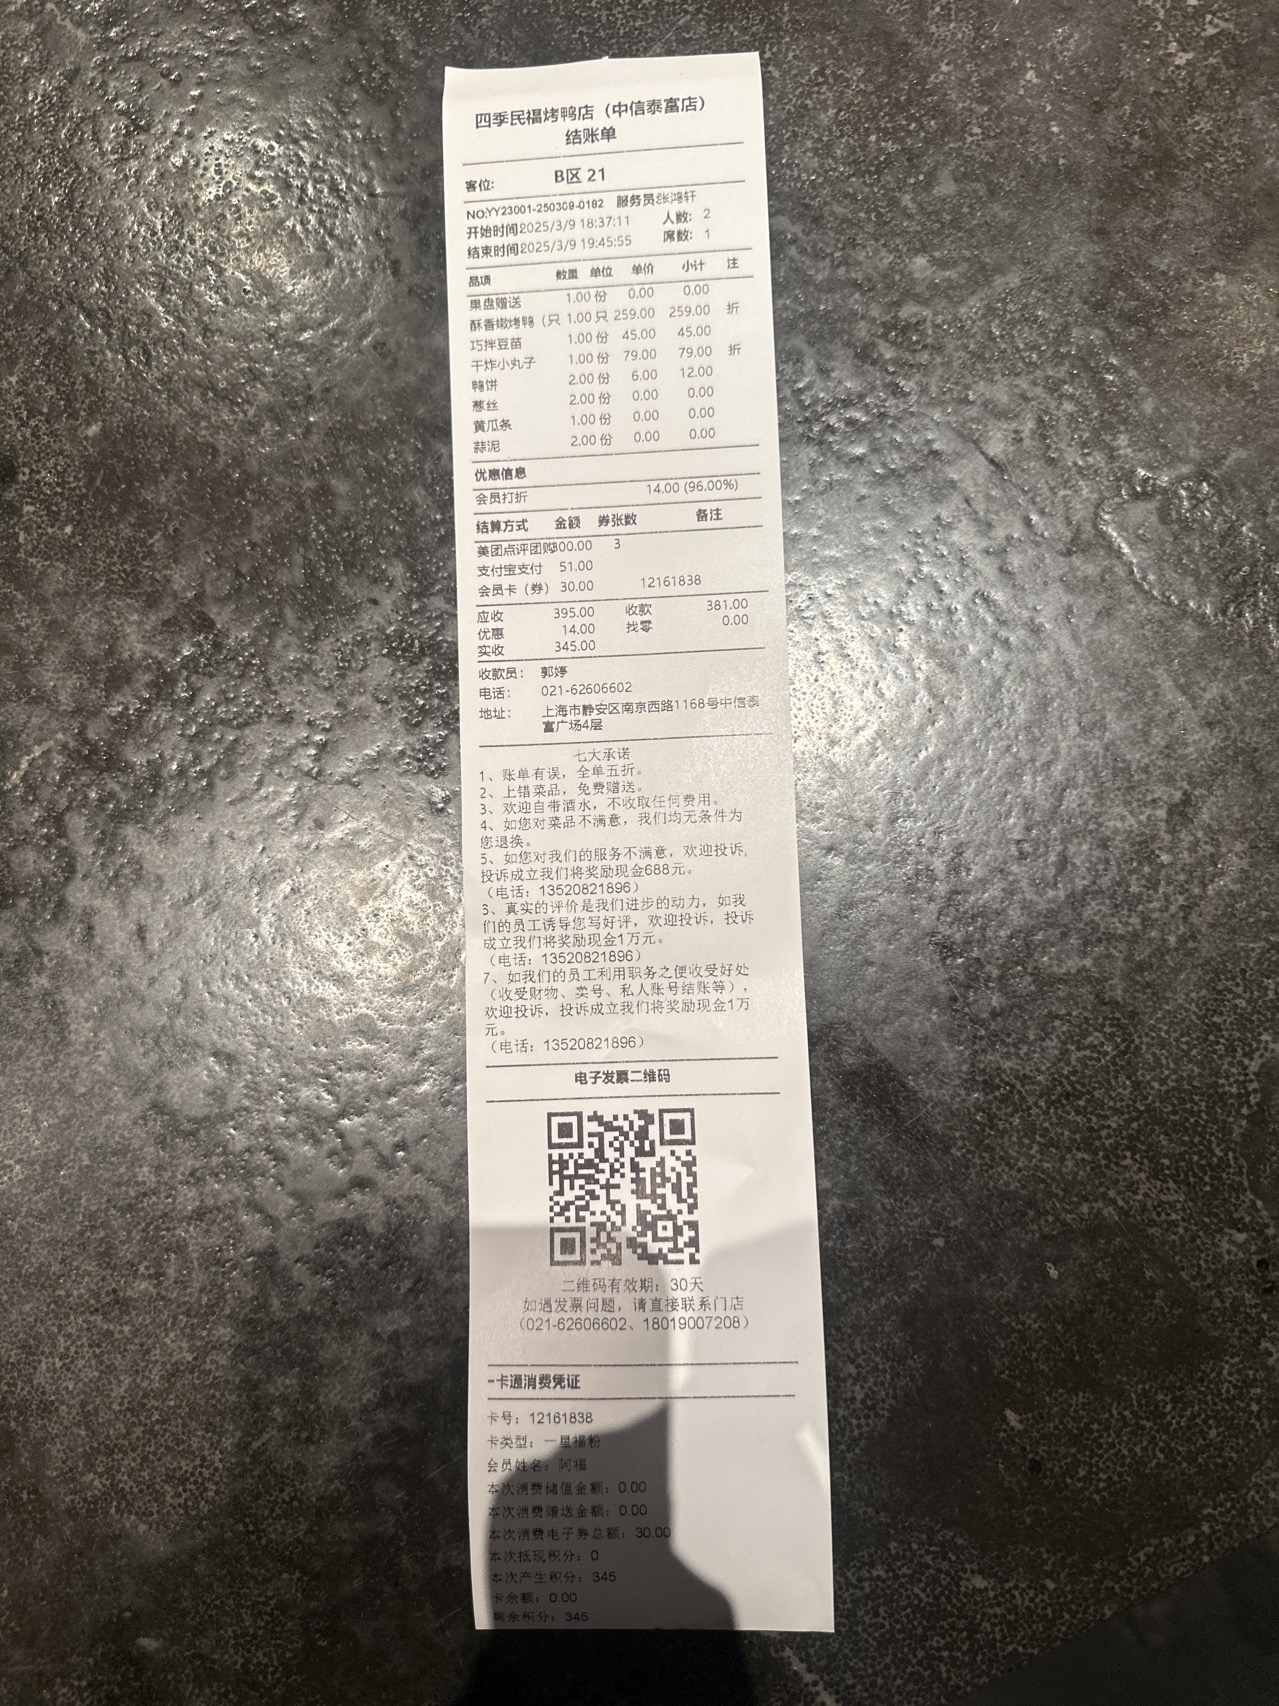 四季民福烤鸭店（中信泰富店）
结账单
客位: B区 21
NO:YY23001-250309-0182 服务员:张鸿轩
开始时间2025/3/9 18:37:11 人数: 2
结束时间2025/3/9 19:45:55 席数: 1
品项 数量 单位 单价 小计 注
果盘赠送 1.00 份 0.00 0.00
酥香嫩烤鸭（只 1.00 只 259.00 259.00 折
巧拌豆苗 1.00 份 45.00 45.00
干炸小丸子 1.00 份 79.00 79.00 折
鸭饼 2.00 份 6.00 12.00
葱丝 2.00 份 0.00 0.00
黄瓜条 1.00 份 0.00 0.00
蒜泥 2.00 份 0.00 0.00
优惠信息
会员打折 14.00 (96.00%)
结算方式 金额 券张数 备注
美团点评团购300.00 3
支付宝支付 51.00
会员卡（券） 30.00 12161838
应收 395.00 收款 381.00
优惠 14.00 找零 0.00
实收 345.00
收款员: 郭婷
电话: 021-62606602
地址: 上海市静安区南京西路1168号中信泰
富广场4层
七大承诺
1、账单有误，全单五折。
2、上错菜品，免费赠送。
3、欢迎自带酒水，不收取任何费用。
4、如您对菜品不满意，我们均无条件为
您退换。
5、如您对我们的服务不满意，欢迎投诉，
投诉成立我们将奖励现金688元。
（电话：13520821896）
6、真实的评价是我们进步的动力，如我
们的员工诱导您写好评，欢迎投诉，投诉
成立我们将奖励现金1万元。
（电话：13520821896）
7、如我们的员工利用职务之便收受好处
（收受财物、卖号、私人账号结账等），
欢迎投诉，投诉成立我们将奖励现金1万
元。
（电话：13520821896）
电子发票二维码
二维码有效期：30天
如遇发票问题，请直接联系门店
（021-62606602、18019007208）
一卡通消费凭证
卡号：12161838
卡类型：一星福粉
会员姓名：阿福
本次消费储值金额：0.00
本次消费赠送金额：0.00
本次消费电子券总额：30.00
本次抵现积分：0
本次产生积分：345
卡余额：0.00
剩余积分：345